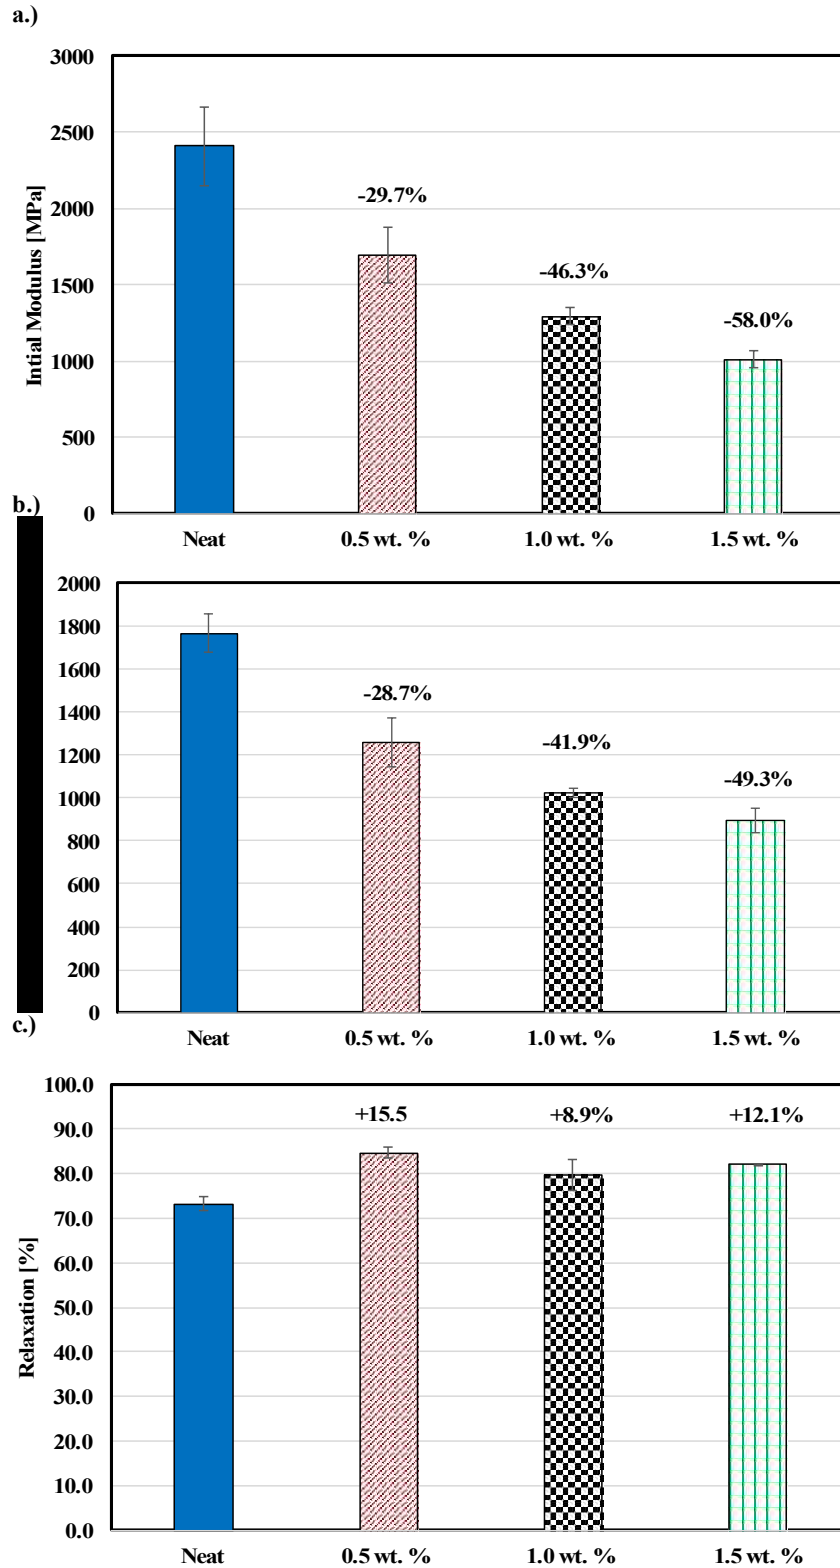 a.)
Intial Modulus [MPa]
3000
2500
2000
1500
1000
500
0
-29.7%
-46.3%
-58.0%
Neat
0.5 wt. %
1.0 wt. %
1.5 wt. %
b.)
2000
1800
1600
1400
1200
1000
800
600
400
200
0
-28.7%
-41.9%
-49.3%
Neat
0.5 wt. %
1.0 wt. %
1.5 wt. %
c.)
Relaxation [%]
100.0
90.0
80.0
70.0
60.0
50.0
40.0
30.0
20.0
10.0
0.0
+15.5
+8.9%
+12.1%
Neat
0.5 wt. %
1.0 wt. %
1.5 wt. %